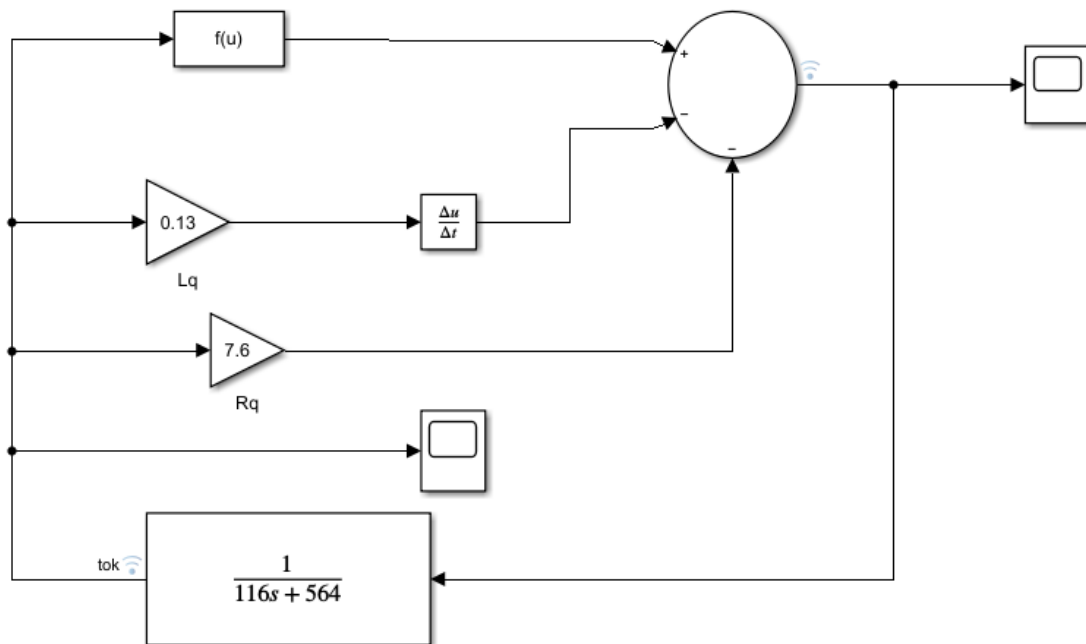 f(u)
+
−
−
0.13
Δu
Δt
Lq
7.6
Rq
tok
1
116s + 564